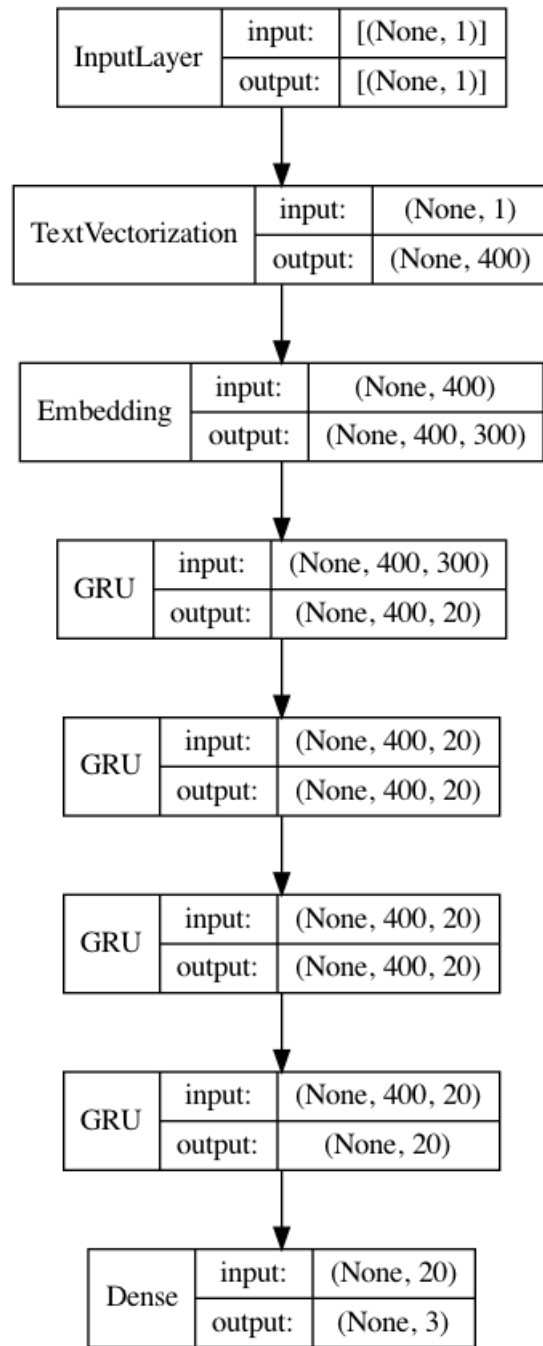 InputLayer
input: [(None, 1)]
output: [(None, 1)]
TextVectorization
input: (None, 1)
output: (None, 400)
Embedding
input: (None, 400)
output: (None, 400, 300)
GRU
input: (None, 400, 300)
output: (None, 400, 20)
GRU
input: (None, 400, 20)
output: (None, 400, 20)
GRU
input: (None, 400, 20)
output: (None, 400, 20)
GRU
input: (None, 400, 20)
output: (None, 20)
Dense
input: (None, 20)
output: (None, 3)